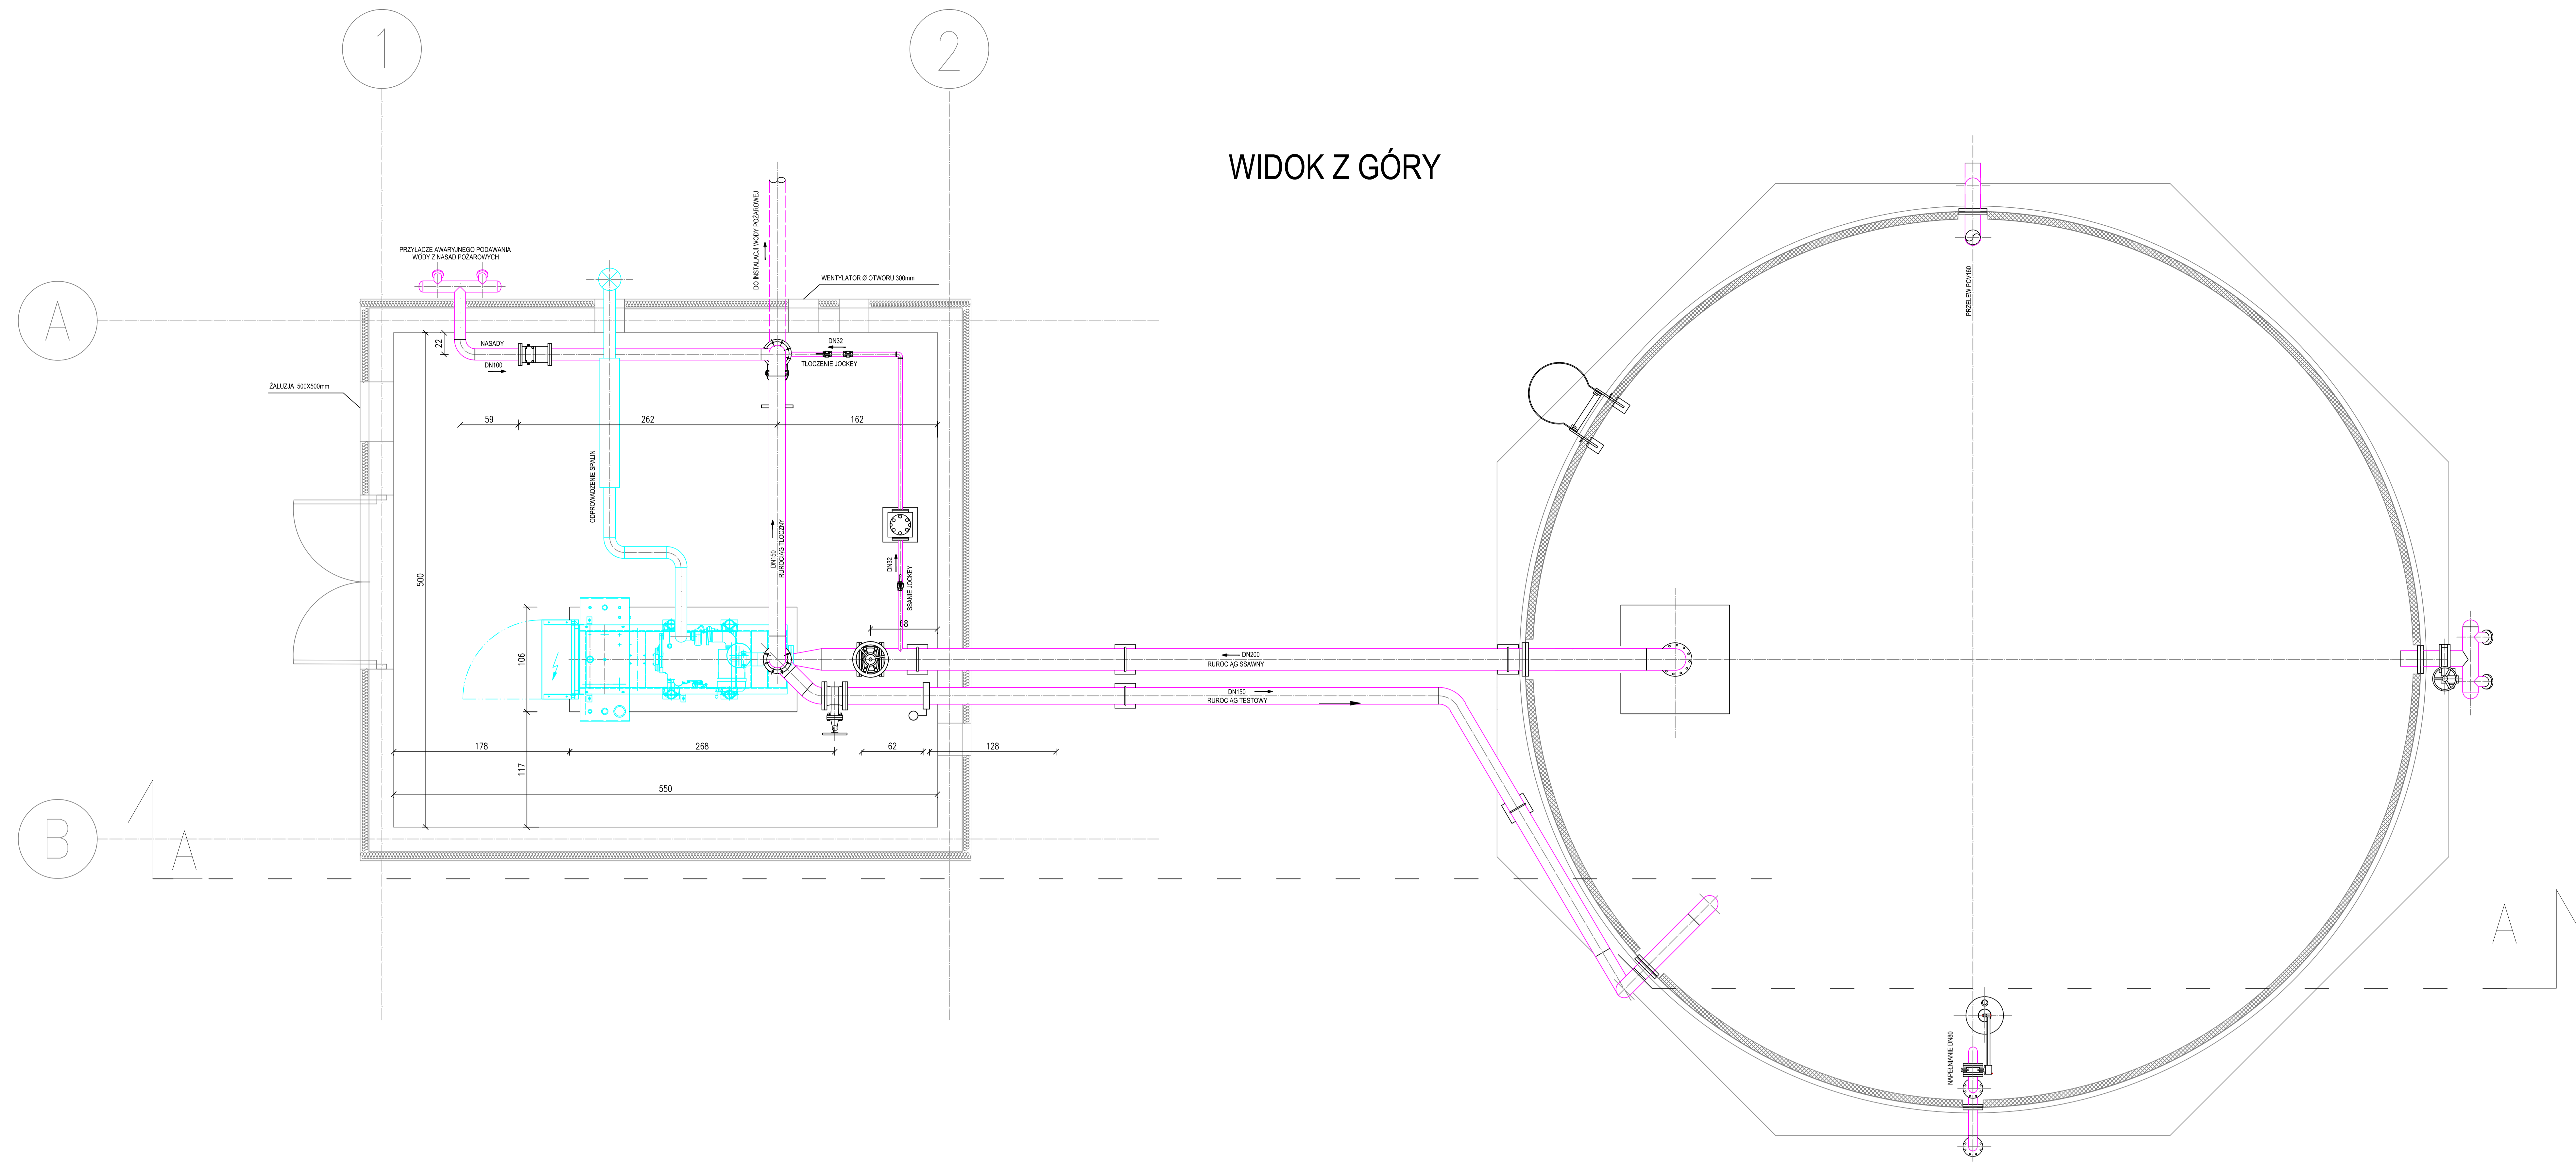 1
2
WIDOK Z GÓRY
DO INSTALACJI WODY POŻAROWEJ
PRZYŁĄCZE AWARYJNEGO PODAWANIA
WODY Z NASAD POŻAROWYCH
WENTYLATOR Ø OTWORU 300mm
PRZELEW PCV160
A
22
NASADY
DN100
DN32
TŁOCZENIE JOCKEY
ŻALUZJA 500X500mm
59
262
162
ODPROWADZENIE SPALIN
DN150
RUROCIĄG TŁOCZNY
DN32
SSANIE JOCKEY
500
68
106
DN200
RUROCIĄG SSAWNY
DN150
RUROCIĄG TESTOWY
178
268
62
128
117
550
B
A
A
NAPEŁNIANIE DN80